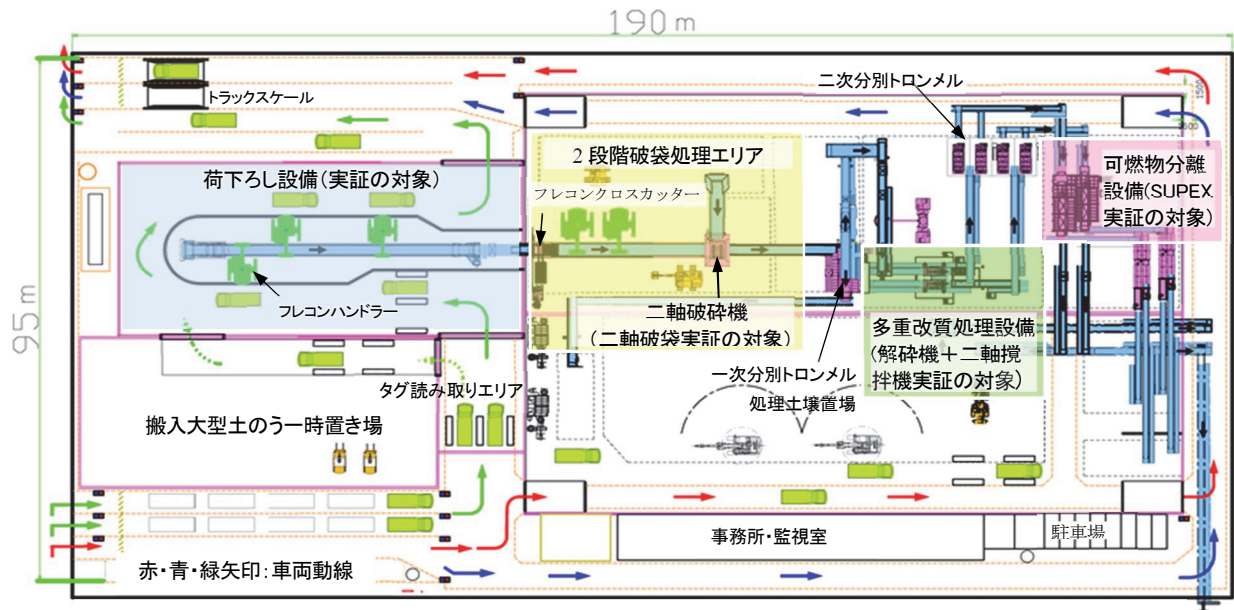 190m
トラックスケール
二次分別トロンメル
1500
2段階破袋処理エリア
フレコンクロスカッター
荷下ろし設備(実証の対象)
可燃物分離
設備(SUPEX
実証の対象)
95m
フレコンハンドラー
二軸破砕機
(二軸破袋実証の対象)
多重改質処理設備
(解砕機+二軸撹
拌機実証の対象)
一次分別トロンメル
処理土壌置場
タグ読み取りエリア
搬入大型土のう一時置き場
事務所・監視室
駐車場
赤・青・緑矢印:車両動線